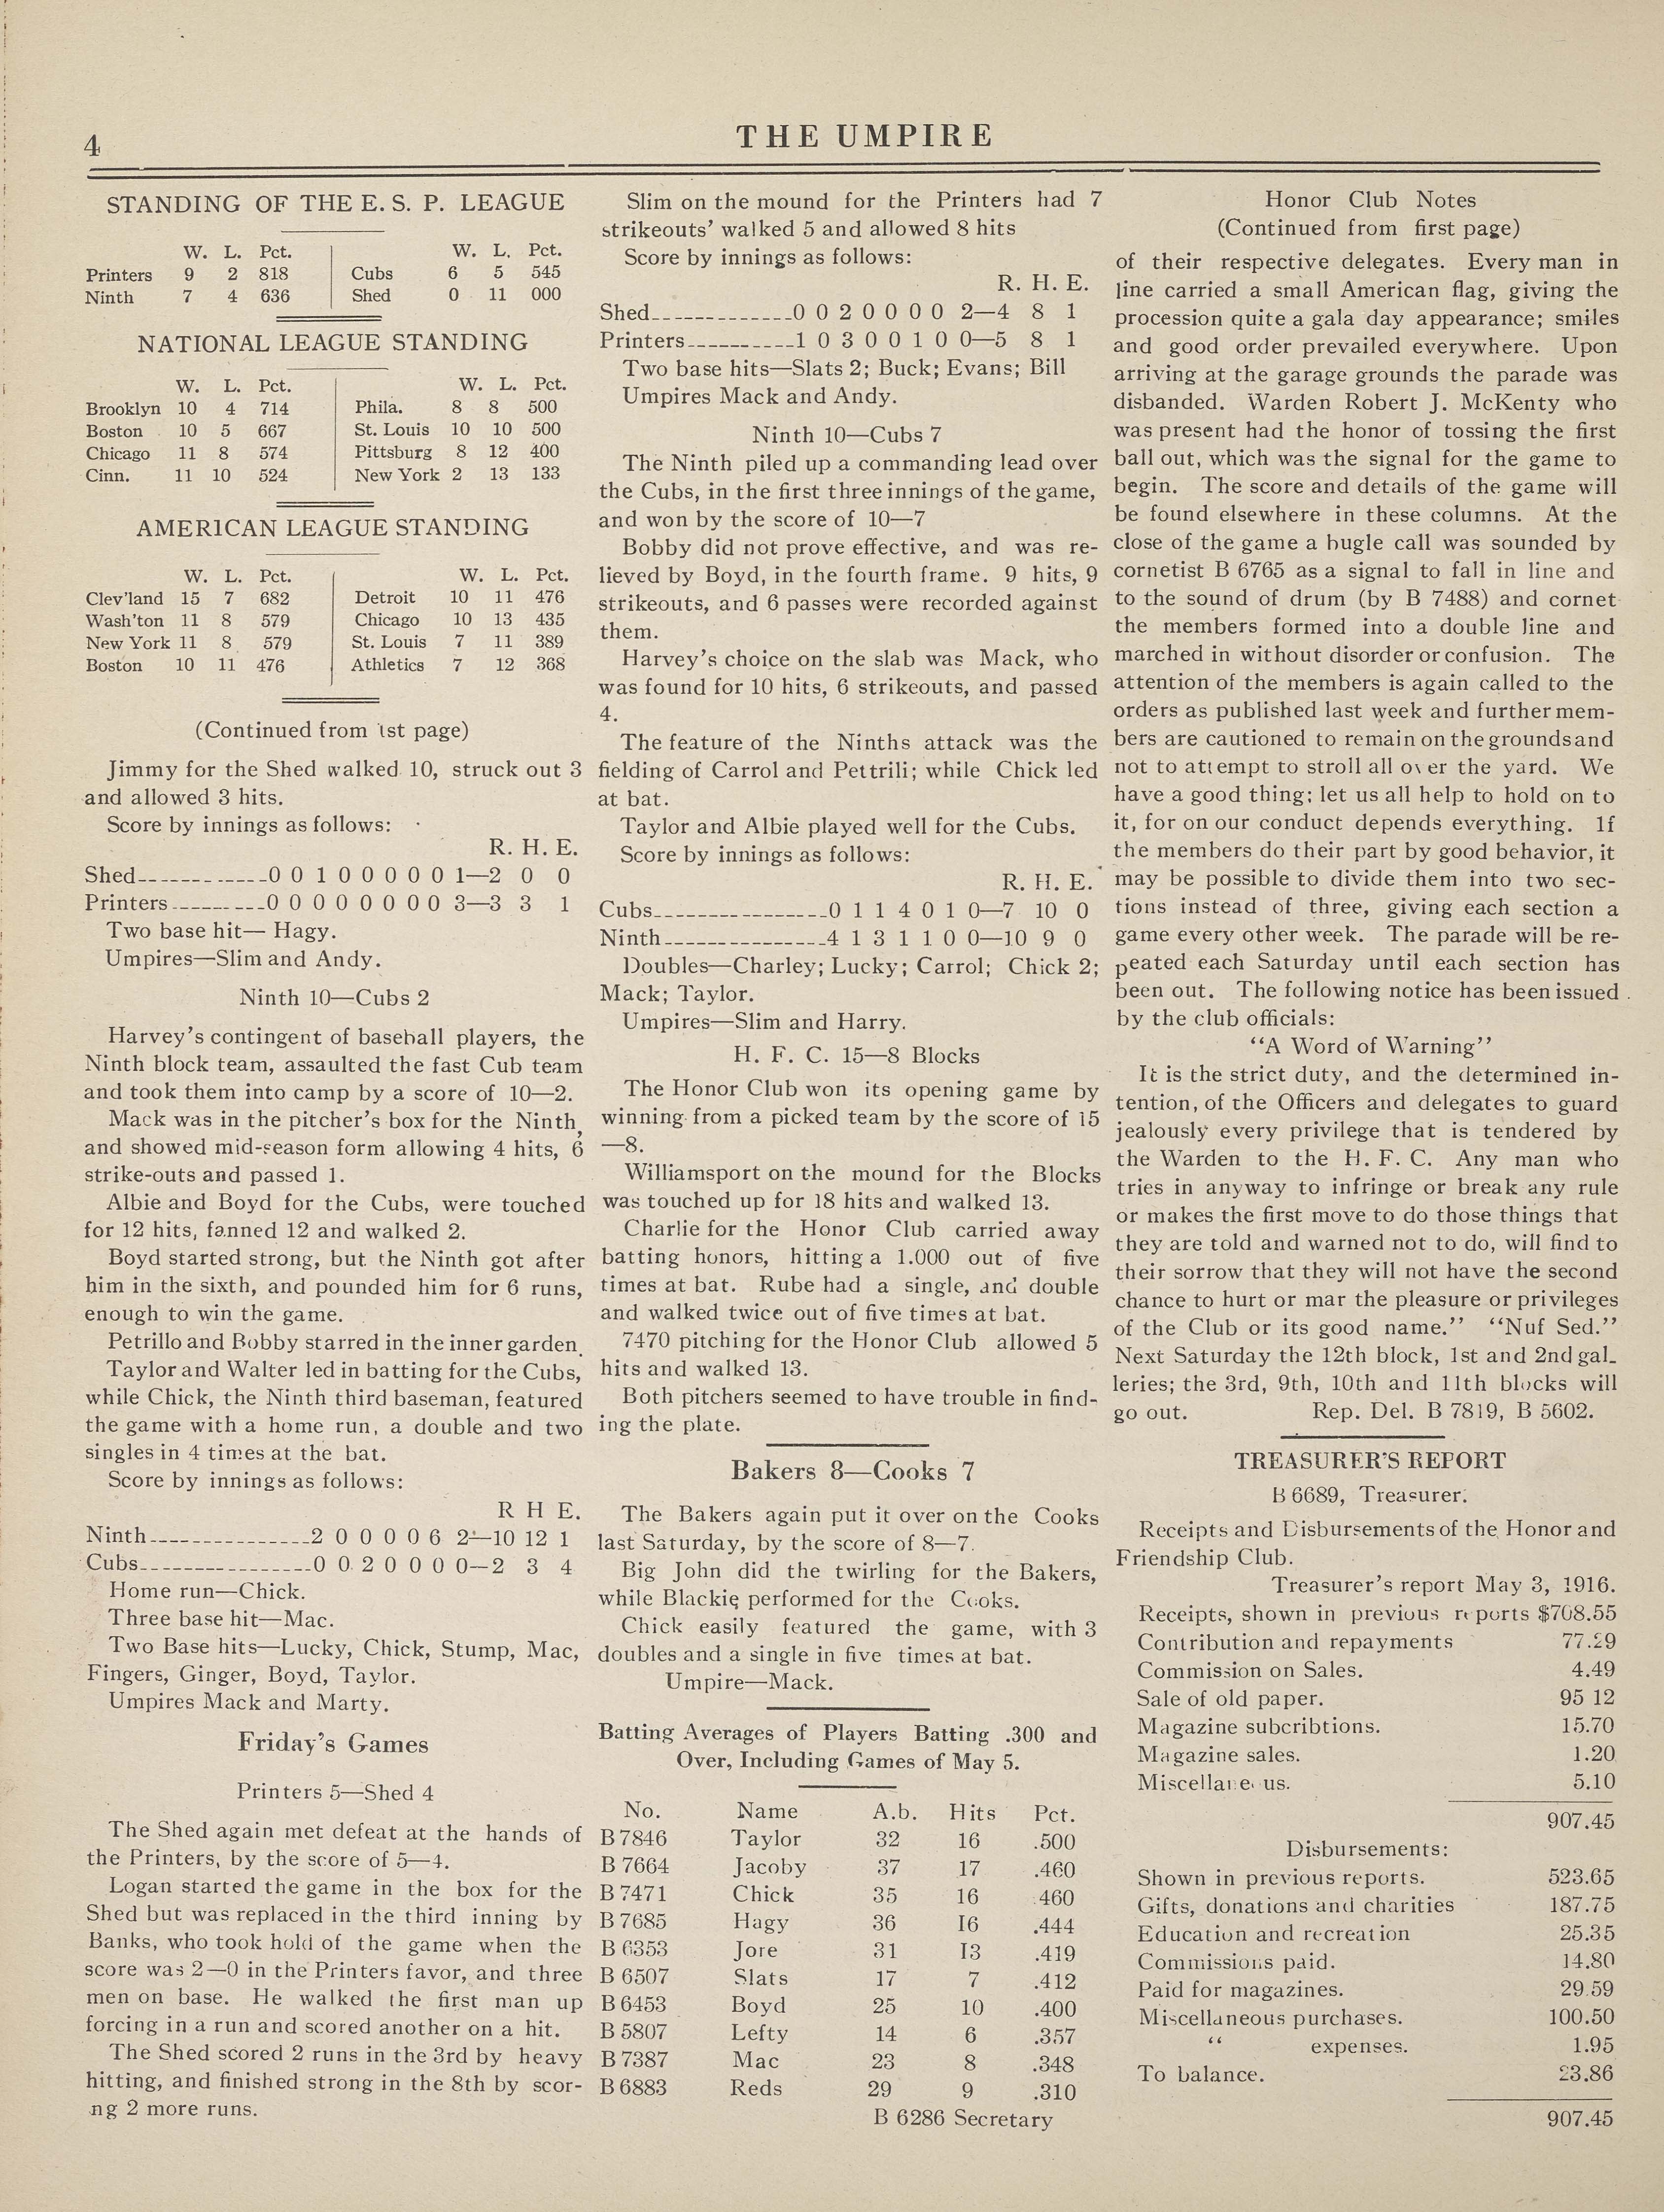 4
THE UMPIRE
STANDING OF THE E. S. P. LEAGUE
W. L. Pct. W. L. Pct.
Printers 9 2 818 Cubs 6 5 545
Ninth 7 4 636 Shed 0 11 000
NATIONAL LEAGUE STANDING
W. L. Pct. W. L. Pct.
Brooklyn 10 4 714 Phila. 8 8 500
Boston 10 5 667 St. Louis 10 10 500
Chicago 11 8 574 Pittsburg 8 12 400
Cinn. 11 10 524 New York 2 13 133
AMERICAN LEAGUE STANDING
W. L. Pct. W. L. Pct.
Clev'land 15 7 682 Detroit 10 11 476
Wash'ton 11 8 579 Chicago 10 13 435
New York 11 8 579 St. Louis 7 11 389
Boston 10 11 476 Athletics 7 12 368
(Continued from 1st page)
Jimmy for the Shed walked 10, struck out 3
and allowed 3 hits.
Score by innings as follows:
R. H. E.
Shed------------0 0 1 0 0 0 0 0 1—2 0 0
Printers---------0 0 0 0 0 0 0 0 3—3 3 1
Two base hit— Hagy.
Umpires—Slim and Andy.
Ninth 10—Cubs 2
Harvey's contingent of baseball players, the
Ninth block team, assaulted the fast Cub team
and took them into camp by a score of 10—2.
Mack was in the pitcher's box for the Ninth,
and showed mid-season form allowing 4 hits, 6
strike-outs and passed 1.
Albie and Boyd for the Cubs, were touched
for 12 hits, fanned 12 and walked 2.
Boyd started strong, but the Ninth got after
him in the sixth, and pounded him for 6 runs,
enough to win the game.
Petrillo and Bobby starred in the inner garden.
Taylor and Walter led in batting for the Cubs,
while Chick, the Ninth third baseman, featured
the game with a home run, a double and two
singles in 4 times at the bat.
Score by innings as follows:
R H E.
Ninth----------------2 0 0 0 0 6 2—10 12 1
Cubs----------------0 0 2 0 0 0 0—2 3 4
Home run—Chick.
Three base hit—Mac.
Two Base hits—Lucky, Chick, Stump, Mac,
Fingers, Ginger, Boyd, Taylor.
Umpires Mack and Marty.
Friday's Games
Printers 5—Shed 4
The Shed again met defeat at the hands of
the Printers, by the score of 5—4.
Logan started the game in the box for the
Shed but was replaced in the third inning by
Banks, who took hold of the game when the
score was 2—0 in the Printers favor, and three
men on base. He walked the first man up
forcing in a run and scored another on a hit.
The Shed scored 2 runs in the 3rd by heavy
hitting, and finished strong in the 8th by scor-
ng 2 more runs.
Slim on the mound for the Printers had 7
strikeouts' walked 5 and allowed 8 hits
Score by innings as follows:
R. H. E.
Shed-------------0 0 2 0 0 0 0 2—4 8 1
Printers----------1 0 3 0 0 1 0 0—5 8 1
Two base hits—Slats 2; Buck; Evans; Bill
Umpires Mack and Andy.
Ninth 10—Cubs 7
The Ninth piled up a commanding lead over
the Cubs, in the first three innings of the game,
and won by the score of 10—7
Bobby did not prove effective, and was re-
lieved by Boyd, in the fourth frame. 9 hits, 9
strikeouts, and 6 passes were recorded against
them.
Harvey's choice on the slab was Mack, who
was found for 10 hits, 6 strikeouts, and passed
4.
The feature of the Ninths attack was the
fielding of Carrol and Pettrili; while Chick led
at bat.
Taylor and Albie played well for the Cubs.
Score by innings as follows:
R. H. E.
Cubs----------------0 1 1 4 0 1 0—7 10 0
Ninth---------------4 1 3 1 1 0 0—10 9 0
Doubles—Charley; Lucky; Carrol; Chick 2;
Mack; Taylor.
Umpires—Slim and Harry.
H. F. C. 15—8 Blocks
The Honor Club won its opening game by
winning from a picked team by the score of 15
—8.
Williamsport on the mound for the Blocks
was touched up for 18 hits and walked 13.
Charlie for the Honor Club carried away
batting honors, hitting a 1.000 out of five
times at bat. Rube had a single, and double
and walked twice out of five times at bat.
7470 pitching for the Honor Club allowed 5
hits and walked 13.
Both pitchers seemed to have trouble in find-
ing the plate.
Bakers 8—Cooks 7
The Bakers again put it over on the Cooks
last Saturday, by the score of 8—7.
Big John did the twirling for the Bakers,
while Blackie performed for the Cooks.
Chick easily featured the game, with 3
doubles and a single in five times at bat.
Umpire—Mack.
Batting Averages of Players Batting .300 and
Over, Including Games of May 5.
No. Name A.b. Hits Pct.
B 7846 Taylor 32 16 .500
B 7664 Jacoby 37 17 .460
B 7471 Chick 35 16 .460
B 7685 Hagy 36 I6 .444
B 6353 Jore 31 I3 .419
B 6507 Slats 17 7 .412
B 6453 Boyd 25 10 .400
B 5807 Lefty 14 6 .357
B 7387 Mac 23 8 .348
B 6883 Reds 29 9 .310
B 6286 Secretary
Honor Club Notes
(Continued from first page)
of their respective delegates. Every man in
line carried a small American flag, giving the
procession quite a gala day appearance; smiles
and good order prevailed everywhere. Upon
arriving at the garage grounds the parade was
disbanded. Warden Robert J. McKenty who
was present had the honor of tossing the first
ball out, which was the signal for the game to
begin. The score and details of the game will
be found elsewhere in these columns. At the
close of the game a bugle call was sounded by
cornetist B 6765 as a signal to fall in line and
to the sound of drum (by B 7488) and cornet
the members formed into a double line and
marched in without disorder or confusion. The
attention of the members is again called to the
orders as published last week and further mem-
bers are cautioned to remain on the grounds and
not to attempt to stroll all over the yard. We
have a good thing; let us all help to hold on to
it, for on our conduct depends everything. If
the members do their part by good behavior, it
may be possible to divide them into two sec-
tions instead of three, giving each section a
game every other week. The parade will be re-
peated each Saturday until each section has
been out. The following notice has been issued
by the club officials:
"A Word of Warning"
It is the strict duty, and the determined in-
tention, of the Officers and delegates to guard
jealously every privilege that is tendered by
the Warden to the H. F. C. Any man who
tries in anyway to infringe or break any rule
or makes the first move to do those things that
they are told and warned not to do, will find to
their sorrow that they will not have the second
chance to hurt or mar the pleasure or privileges
of the Club or its good name." "Nuf Sed."
Next Saturday the 12th block, 1st and 2nd gal-
leries; the 3rd, 9th, 10th and 11th blocks will
go out. Rep. Del. B 7819, B 5602.
TREASURER'S REPORT
B 6689, Treasurer.
Receipts and Disbursements of the Honor and
Friendship Club.
Treasurer's report May 3, 1916.
Receipts, shown in previous reports $708.55
Contribution and repayments 77.29
Commission on Sales. 4.49
Sale of old paper. 95 12
Magazine subcribtions. 15.70
Magazine sales. 1.20
Miscellaneous. 5.10
907.45
Disbursements:
Shown in previous reports. 523.65
Gifts, donations and charities 187.75
Education and recreation 25.35
Commissions paid. 14.80
Paid for magazines. 29.59
Miscellaneous purchases. 100.50
" expenses. 1.95
To balance. 23.86
907.45